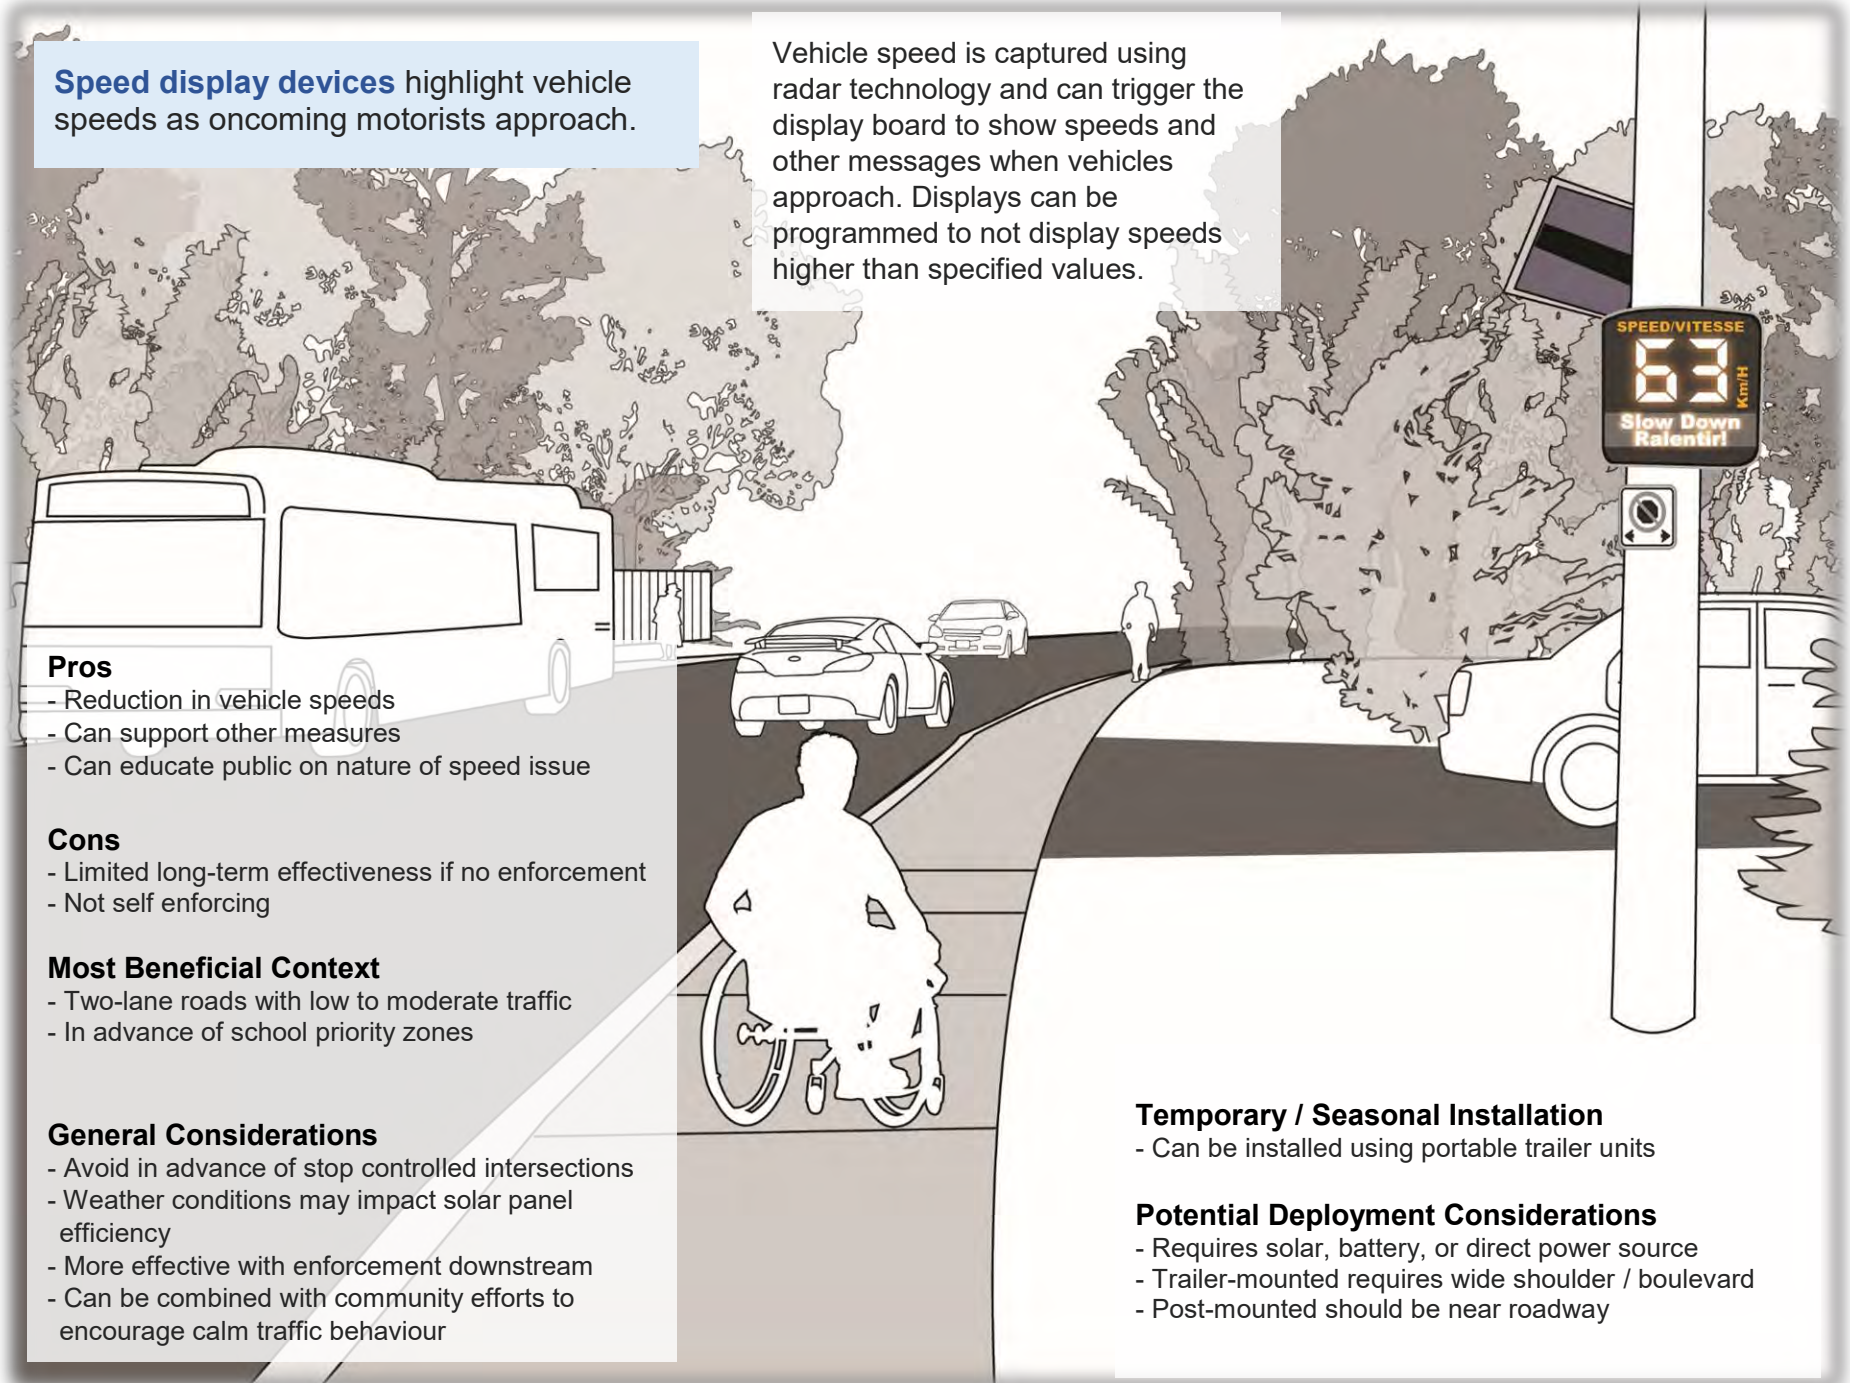 Speed display devices highlight vehicle
speeds as oncoming motorists approach.
Vehicle speed is captured using
radar technology and can trigger the
display board to show speeds and
other messages when vehicles
approach. Displays can be
programmed to not display speeds
higher than specified values.
SPEED/VITESSE
63
Km/H
Slow Down
Ralentir!
Pros
- Reduction in vehicle speeds
- Can support other measures
- Can educate public on nature of speed issue
Cons
- Limited long-term effectiveness if no enforcement
- Not self enforcing
Most Beneficial Context
- Two-lane roads with low to moderate traffic
- In advance of school priority zones
General Considerations
- Avoid in advance of stop controlled intersections
- Weather conditions may impact solar panel
efficiency
- More effective with enforcement downstream
- Can be combined with community efforts to
encourage calm traffic behaviour
Temporary / Seasonal Installation
- Can be installed using portable trailer units
Potential Deployment Considerations
- Requires solar, battery, or direct power source
- Trailer-mounted requires wide shoulder / boulevard
- Post-mounted should be near roadway